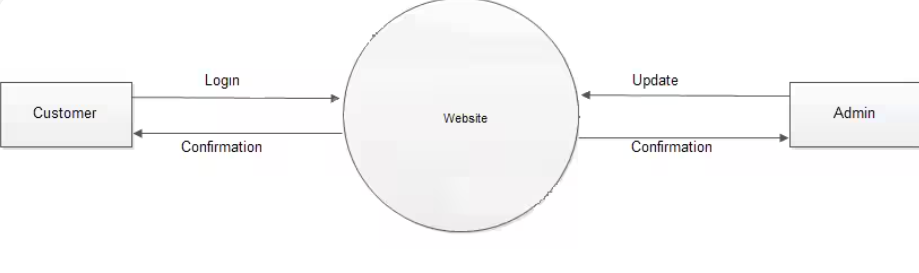 Login
Update
Customer
Website
Admin
Confirmation
Confirmation